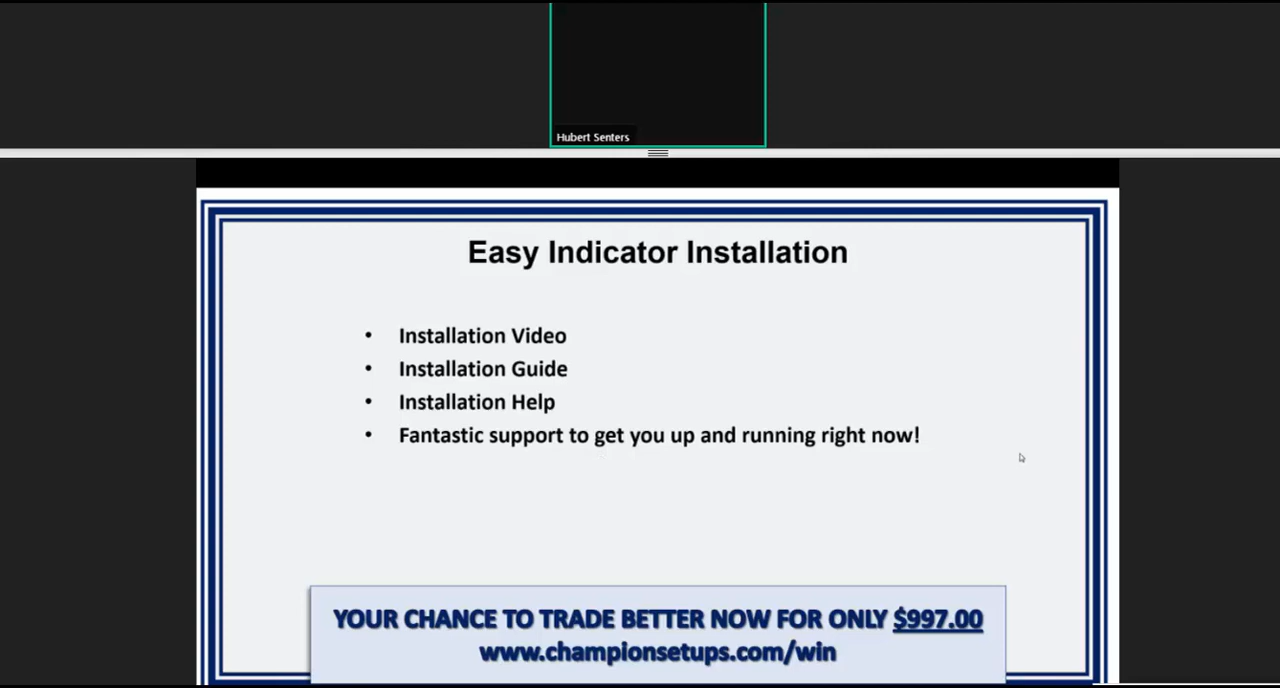 Hubert Senters
Easy Indicator Installation
• Installation Video
• Installation Guide
• Installation Help
• Fantastic support to get you up and running right now!
YOUR CHANCE TO TRADE BETTER NOW FOR ONLY $997.00
www.championsetups.com/win